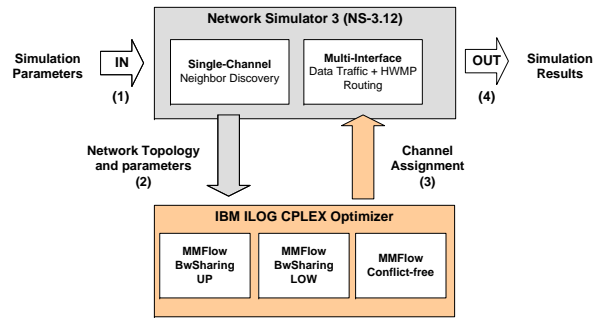 Network Simulator 3 (NS-3.12)
Simulation
Parameters
IN
(1)
Single-Channel
Neighbor Discovery
Multi-Interface
Data Traffic + HWMP
Routing
OUT
(4)
Simulation
Results
Network Topology
and parameters
(2)
Channel
Assignment
(3)
IBM ILOG CPLEX Optimizer
MMFlow
BwSharing
UP
MMFlow
BwSharing
LOW
MMFlow
Conflict-free